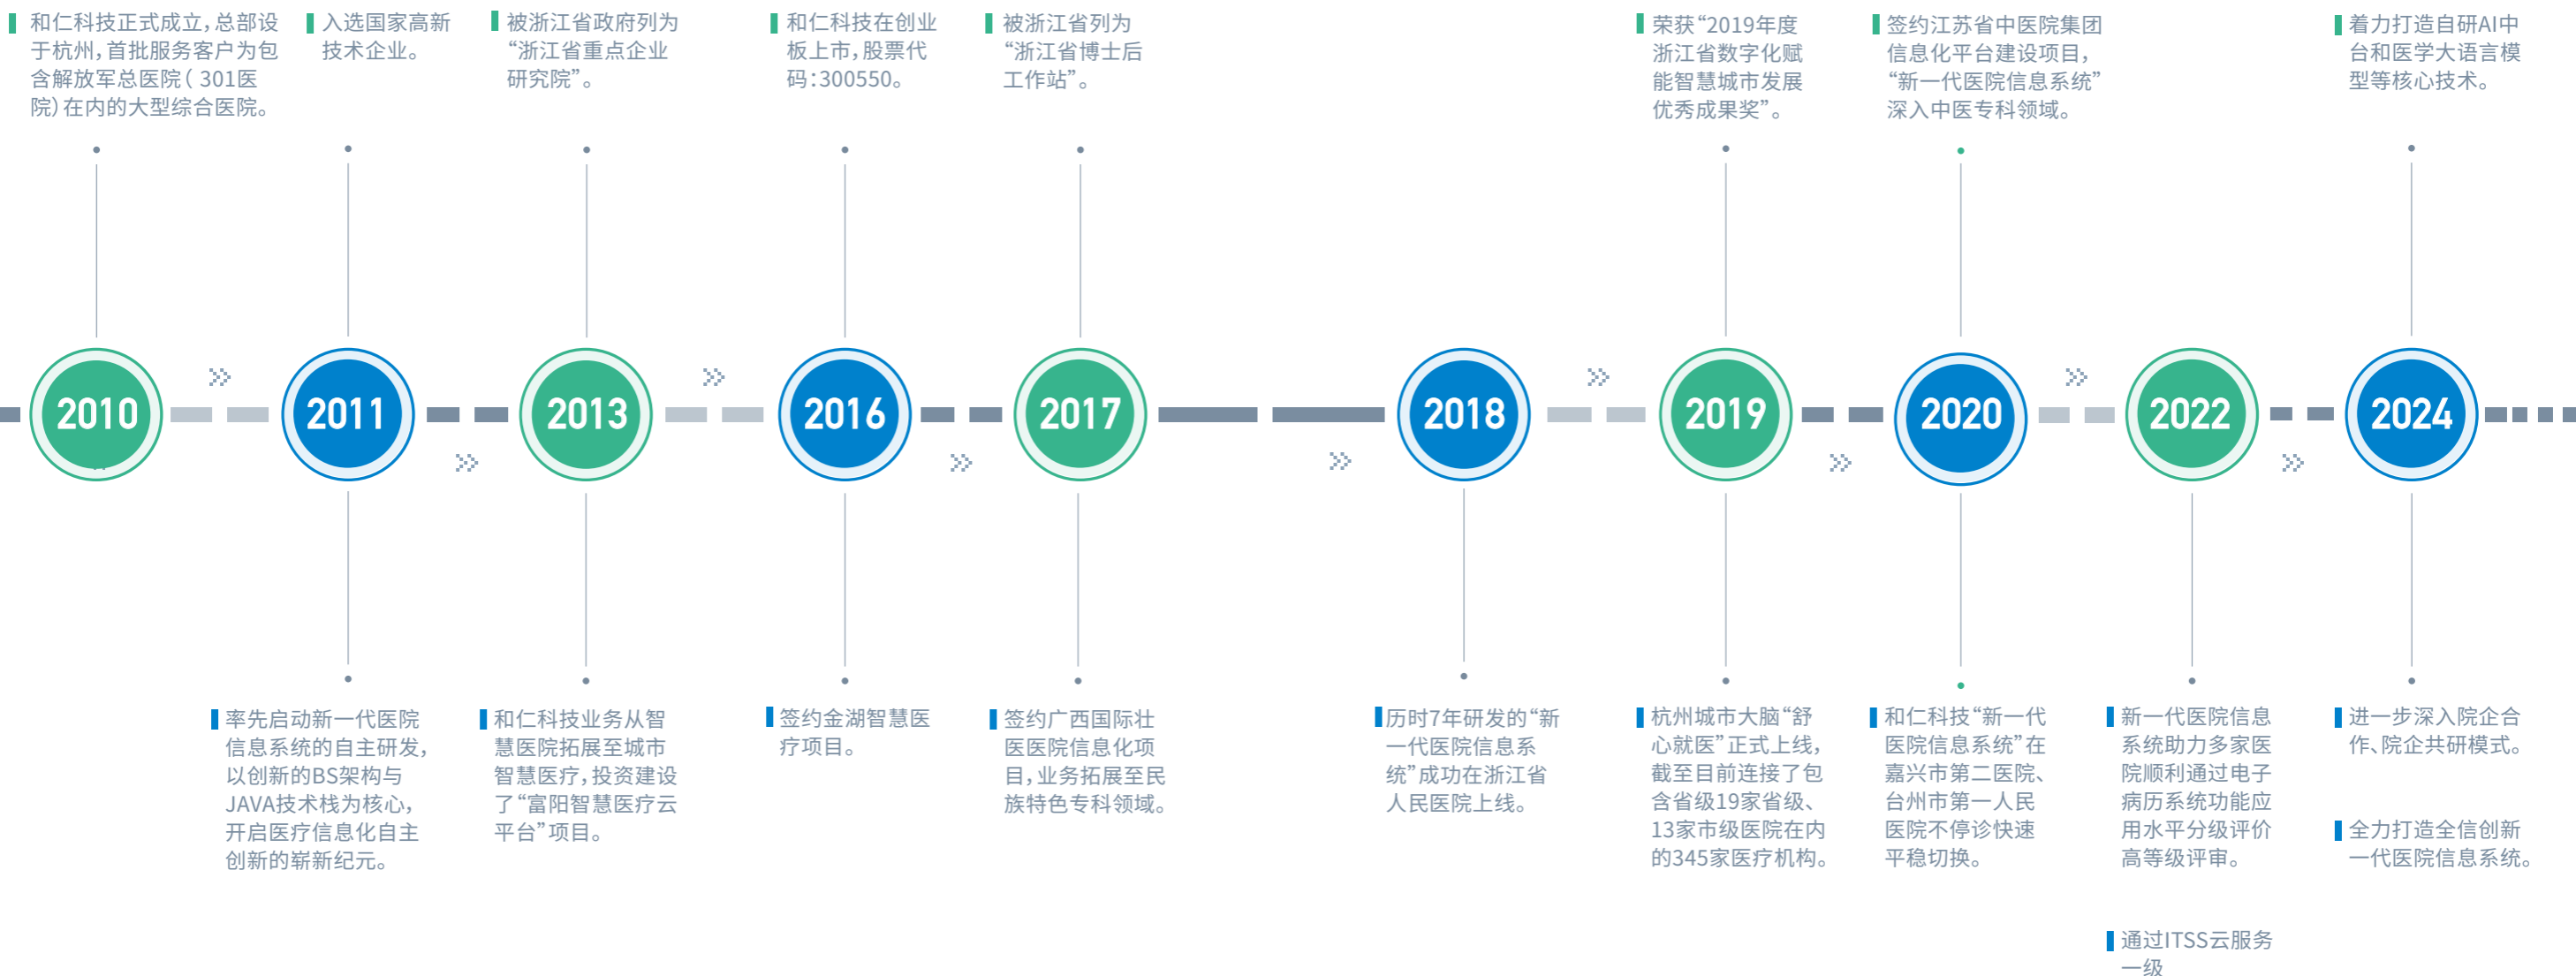 和仁科技正式成立，总部设
于杭州，首批服务客户为包
含解放军总医院（ 301医
院）在内的大型综合医院。
入选国家高新
技术企业。
被浙江省政府列为
“浙江省重点企业
研究院”。
和仁科技在创业
板上市，股票代
码：300550。
被浙江省列为
“浙江省博士后
工作站”。
荣获“2019年度
浙江省数字化赋
能智慧城市发展
优秀成果奖”。
签约江苏省中医院集团
信息化平台建设项目，
“新一代医院信息系统”
深入中医专科领域。
着力打造自研AI中
台和医学大语言模
型等核心技术。
2010
2011
2013
2016
2017
2018
2019
2020
2022
2024
率先启动新一代医院
信息系统的自主研发，
以创新的BS架构与
JAVA技术栈为核心，
开启医疗信息化自主
创新的崭新纪元。
和仁科技业务从智
慧医院拓展至城市
智慧医疗，投资建设
了“富阳智慧医疗云
平台”项目。
签约金湖智慧医
疗项目。
签约广西国际壮
医医院信息化项
目，业务拓展至民
族特色专科领域。
历时7年研发的“新
一代医院信息系
统”成功在浙江省
人民医院上线。
杭州城市大脑“舒
心就医”正式上线，
截至目前连接了包
含省级19家省级、
13家市级医院在内
的345家医疗机构。
和仁科技“新一代
医院信息系统”在
嘉兴市第二医院、
台州市第一人民
医院不停诊快速
平稳切换。
新一代医院信息
系统助力多家医
院顺利通过电子
病历系统功能应
用水平分级评价
高等级评审。
通过ITSS云服务
一级
进一步深入院企合
作、院企共研模式。
全力打造全信创新
一代医院信息系统。